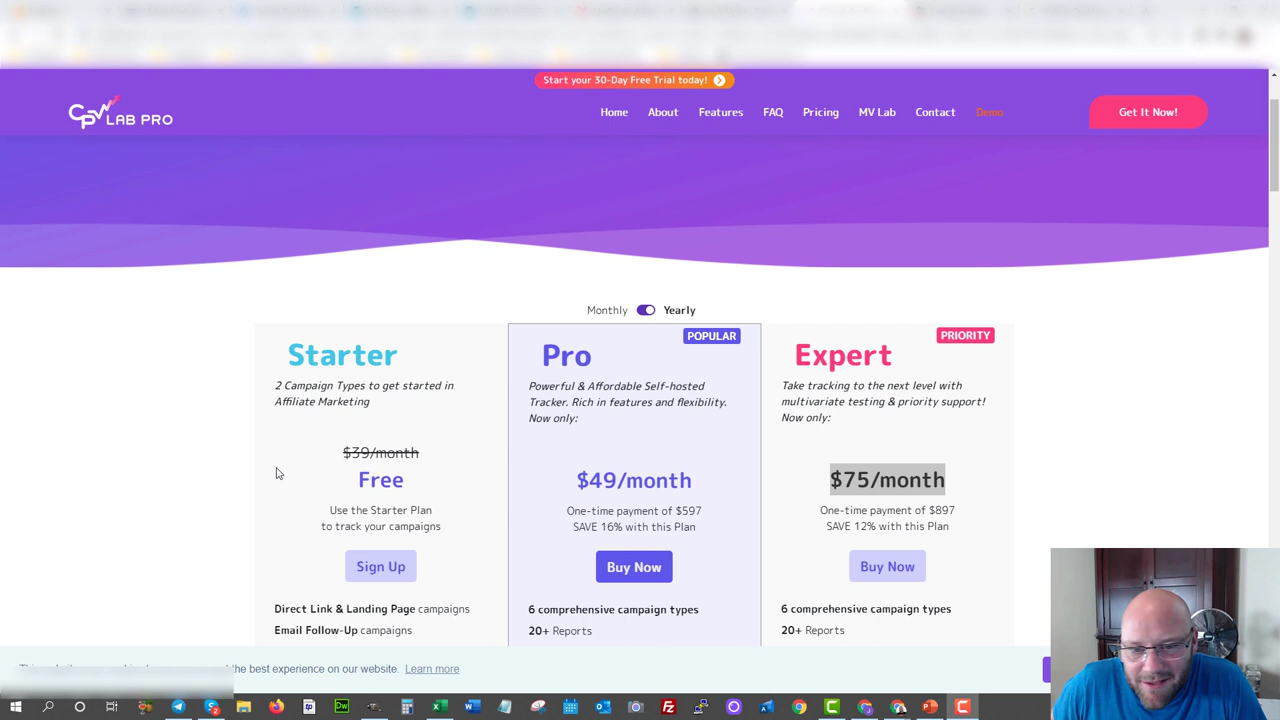 Start your 30-Day Free Trial today!
CPV LAB PRO
Home About Features FAQ Pricing MV Lab Contact Demo
Get It Now!
Monthly Yearly
Starter
2 Campaign Types to get started in
Affiliate Marketing
$39/month
Free
Use the Starter Plan
to track your campaigns
Sign Up
Direct Link & Landing Page campaigns
Email Follow-Up campaigns
POPULAR
Pro
Powerful & Affordable Self-hosted
Tracker. Rich in features and flexibility.
Now only:
$49/month
One-time payment of $597
SAVE 16% with this Plan
Buy Now
6 comprehensive campaign types
20+ Reports
PRIORITY
Expert
Take tracking to the next level with
multivariate testing & priority support!
Now only:
$75/month
One-time payment of $897
SAVE 12% with this Plan
Buy Now
6 comprehensive campaign types
20+ Reports
the best experience on our website. Learn more